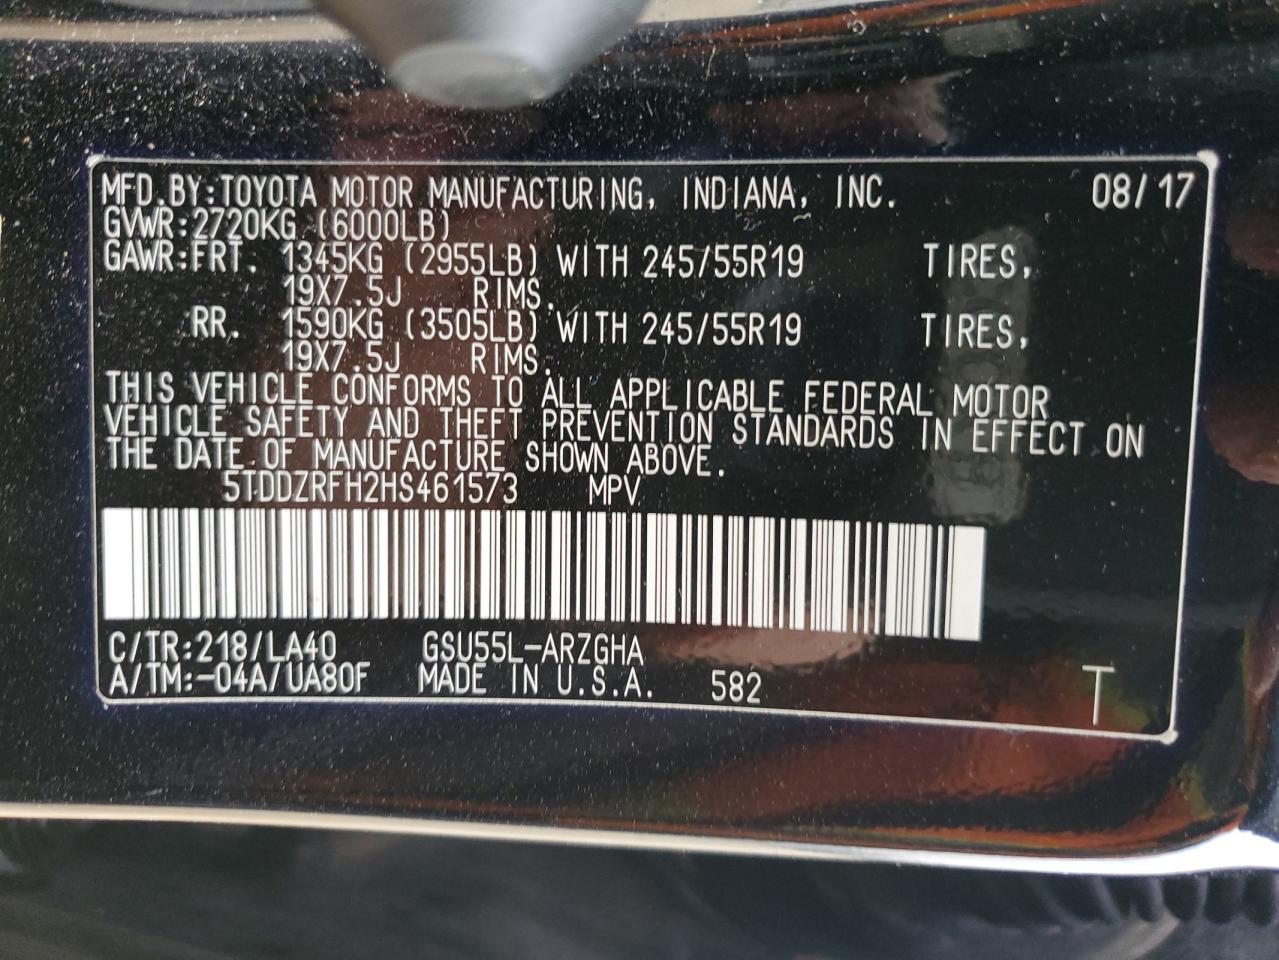 MFD.BY:TOYOTA MOTOR MANUFACTURING, INDIANA, INC. 08/17
GVWR:2720KG (6000LB)
GAWR:FRT. 1345KG (2955LB) WITH 245/55R19 TIRES,
19X7.5J RIMS.
RR. 1590KG (3505LB) WITH 245/55R19 TIRES,
19X7.5J RIMS.
THIS VEHICLE CONFORMS TO ALL APPLICABLE FEDERAL MOTOR
VEHICLE SAFETY AND THEFT PREVENTION STANDARDS IN EFFECT ON
THE DATE OF MANUFACTURE SHOWN ABOVE.
5TDDZRFH2HS461573 MPV
C/TR:218/LA40 GSU55L-ARZGHA
A/TM:-04A/UA80F MADE IN U.S.A. 582 T